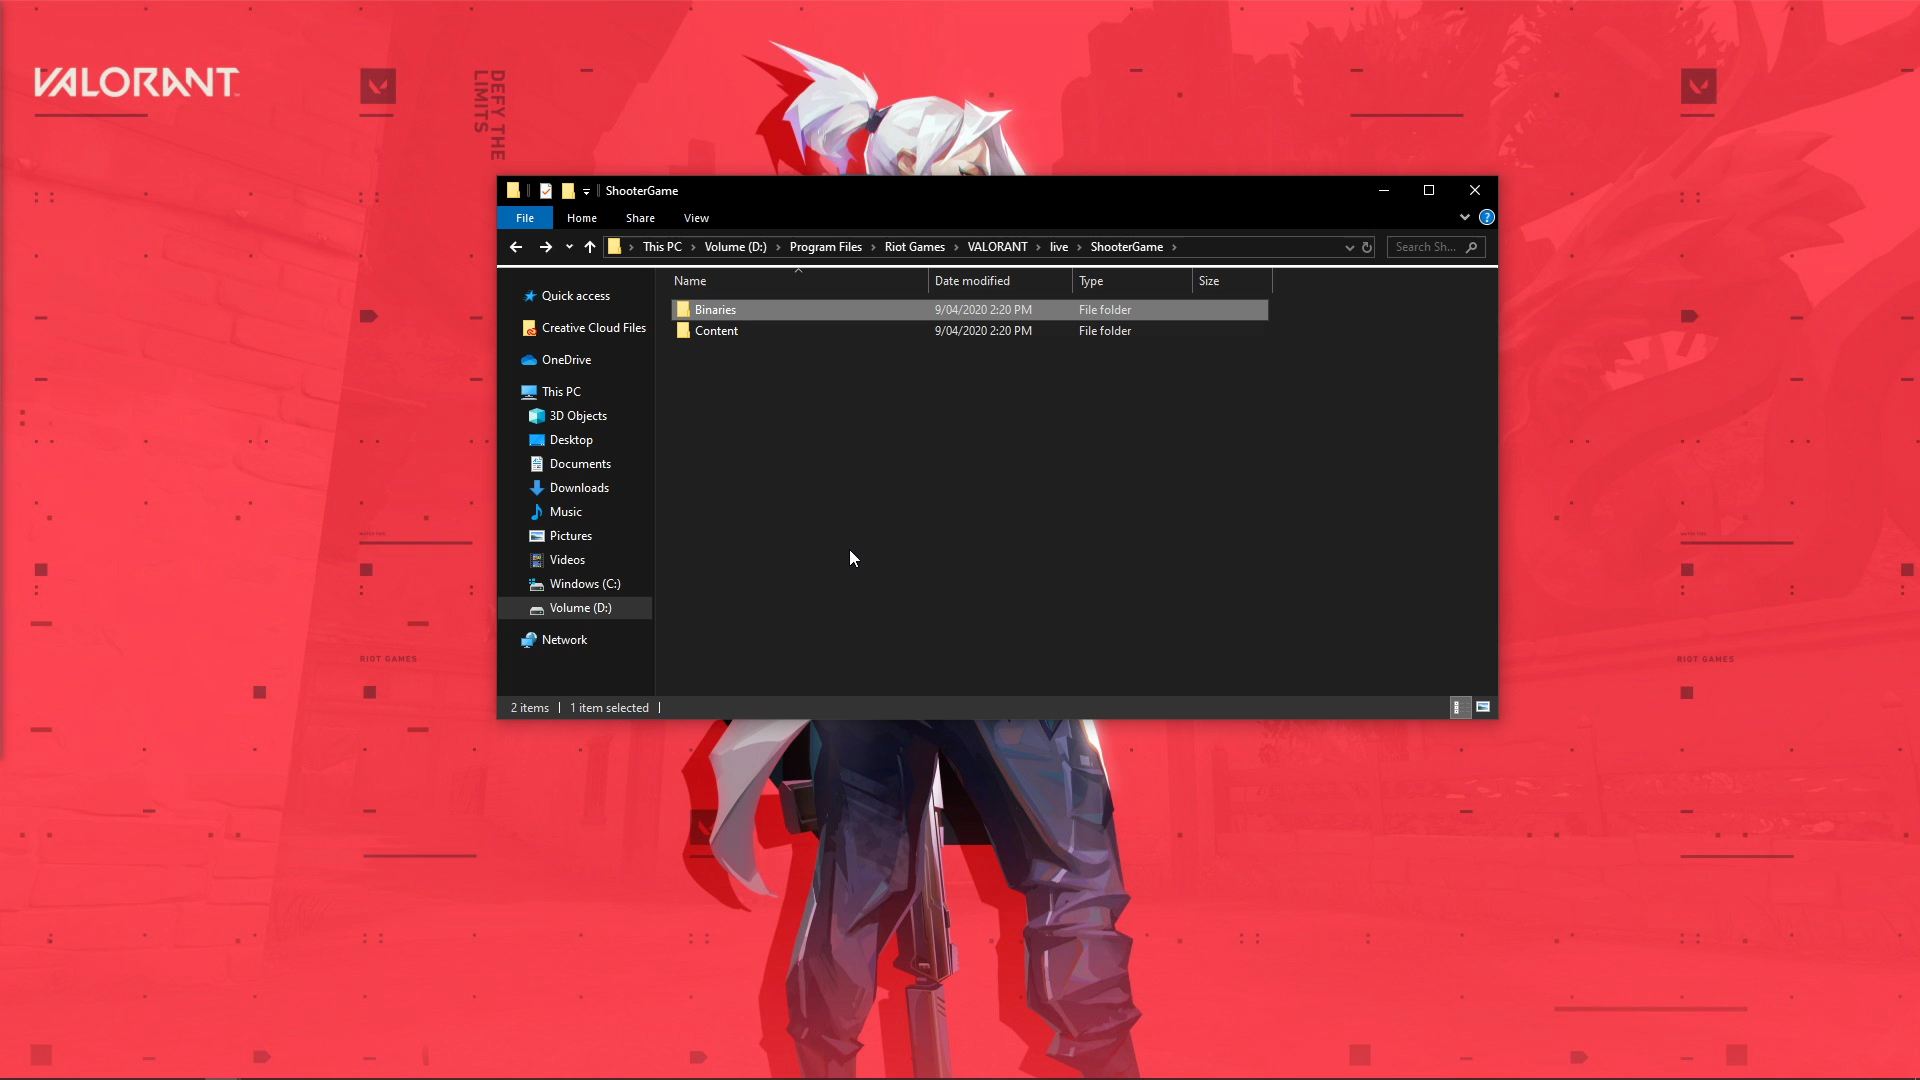 VALORANT
DEFY THE
LIMITS
ShooterGame
File Home Share View
This PC Volume (D:) Program Files Riot Games VALORANT live ShooterGame
Search Sh...
Name Date modified Type Size
Binaries 9/04/2020 2:20 PM File folder
Content 9/04/2020 2:20 PM File folder
Quick access
Creative Cloud Files
OneDrive
This PC
3D Objects
Desktop
Documents
Downloads
Music
Pictures
Videos
Windows (C:)
Volume (D:)
Network
2 items 1 item selected
RIOT GAMES
RIOT GAMES